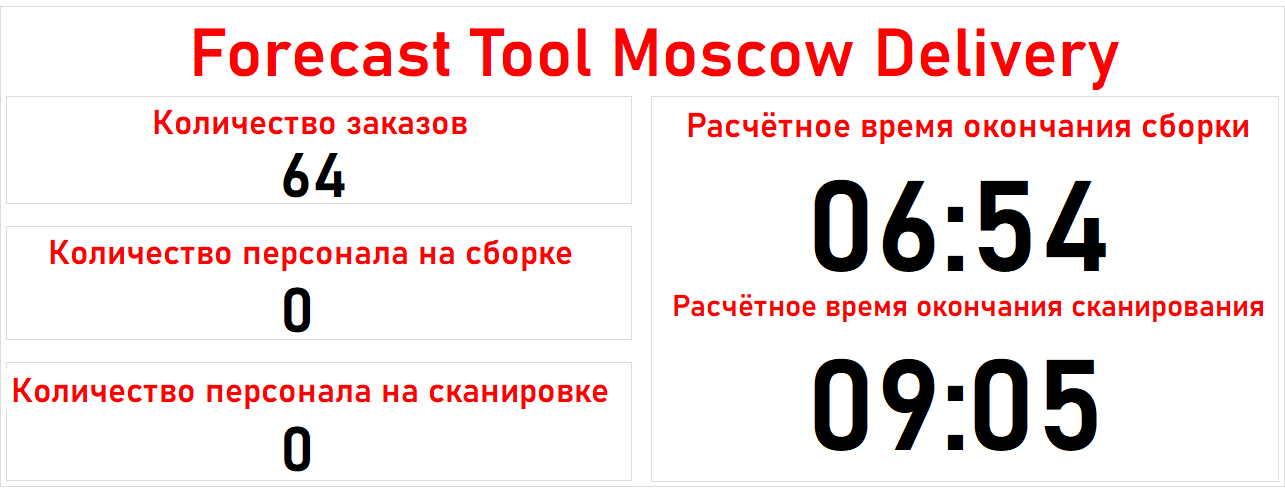 Forecast Tool Moscow Delivery
Количество заказов
64
Количество персонала на сборке
0
Количество персонала на сканировке
0
Расчётное время окончания сборки
06:54
Расчётное время окончания сканирования
09:05